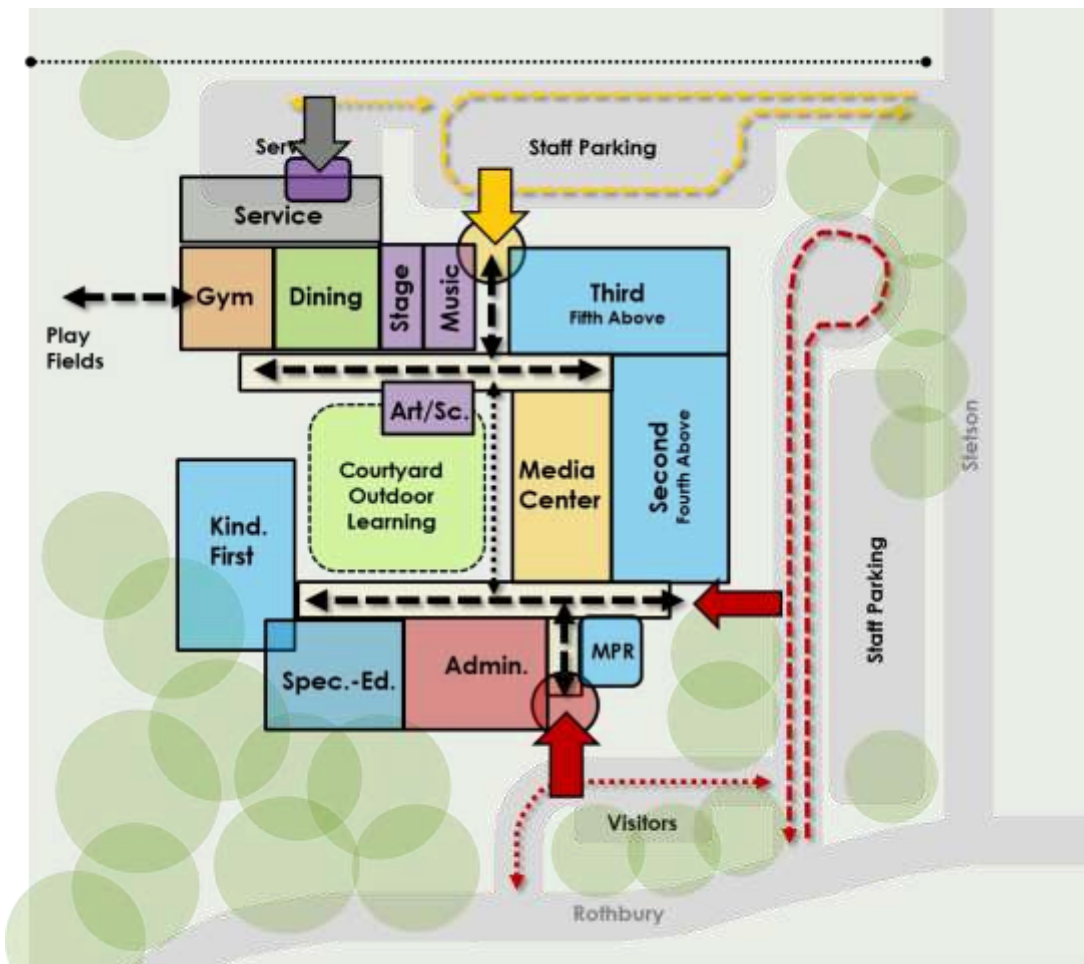 Staff Parking
Service
Gym
Dining
Stage
Music
Third
Fifth Above
Play
Fields
Art/Sc.
Courtyard
Outdoor
Learning
Media
Center
Second
Fourth Above
Stetson
Kind.
First
Staff Parking
Spec.-Ed.
Admin.
MPR
Visitors
Rothbury